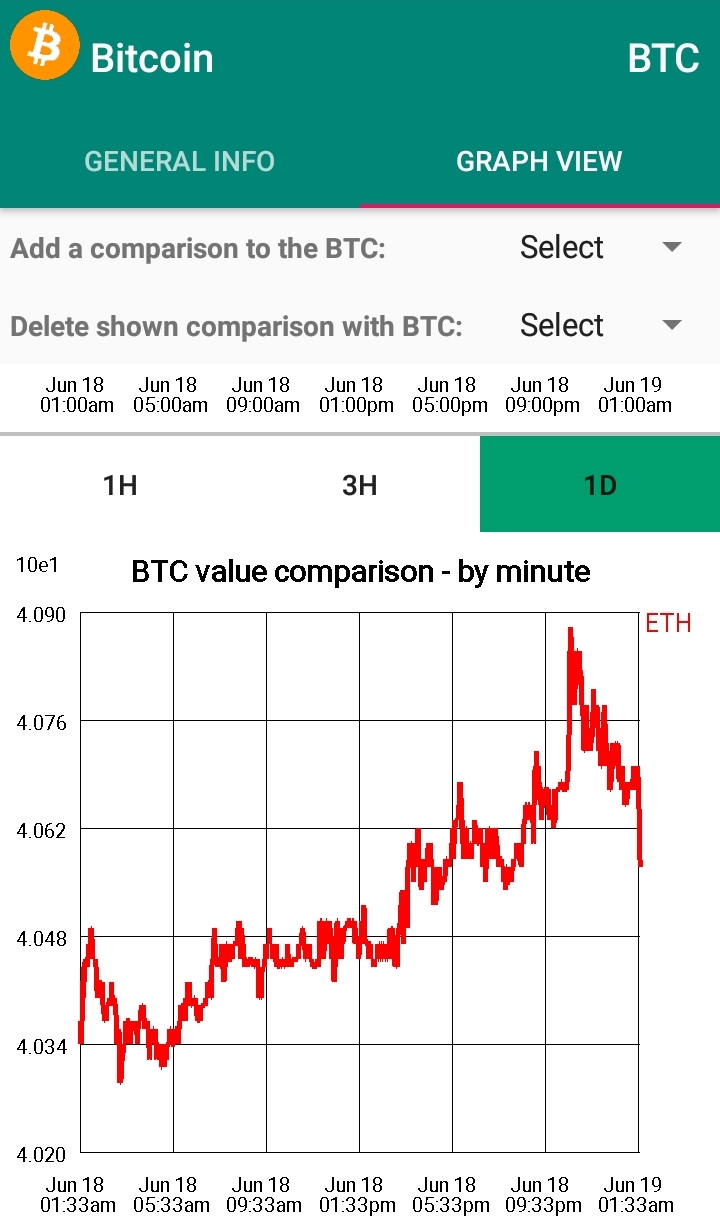 Bitcoin BTC
GENERAL INFO GRAPH VIEW
Add a comparison to the BTC: Select
Delete shown comparison with BTC: Select
Jun 18 Jun 18 Jun 18 Jun 18 Jun 18 Jun 18 Jun 19
01:00am 05:00am 09:00am 01:00pm 05:00pm 09:00pm 01:00am
1H 3H 1D
10e1 BTC value comparison - by minute
4.090 ETH
4.076
4.062
4.048
4.034
4.020
Jun 18 Jun 18 Jun 18 Jun 18 Jun 18 Jun 18 Jun 19
01:33am 05:33am 09:33am 01:33pm 05:33pm 09:33pm 01:33am